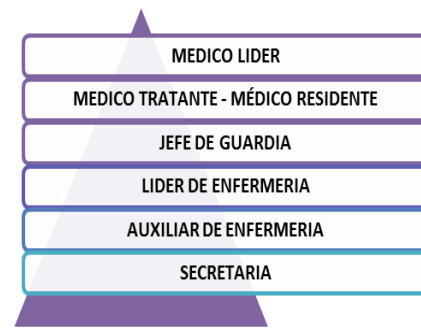 MEDICO LIDER
MEDICO TRATANTE - MÉDICO RESIDENTE
JEFE DE GUARDIA
LIDER DE ENFERMERIA
AUXILIAR DE ENFERMERIA
SECRETARIA